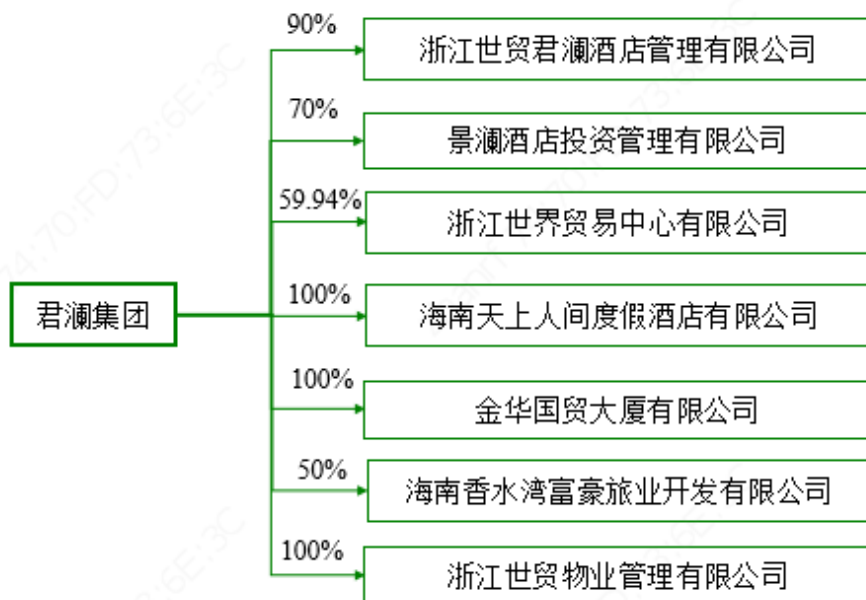 90%
浙江世贸君澜酒店管理有限公司
70%
景澜酒店投资管理有限公司
59.94%
浙江世界贸易中心有限公司
君澜集团
100%
海南天上人间度假酒店有限公司
100%
金华国贸大厦有限公司
50%
海南香水湾富豪旅业开发有限公司
100%
浙江世贸物业管理有限公司